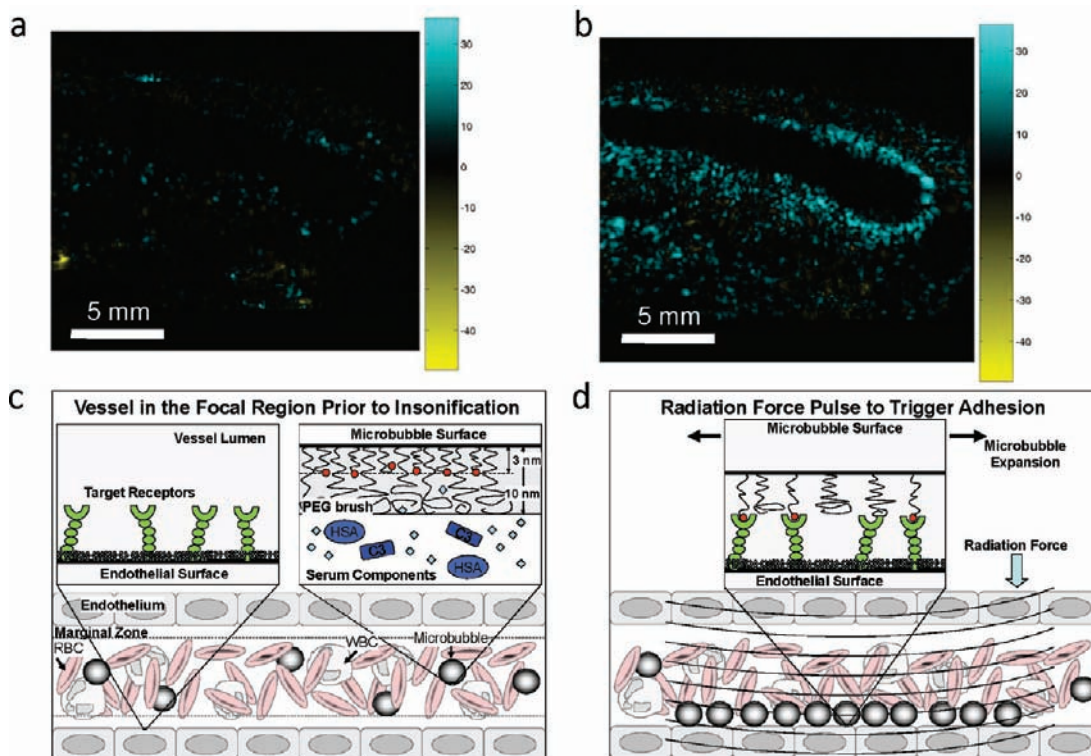 a
30
20
10
0
-10
-20
-30
-40
5 mm
b
30
20
10
0
-10
-20
-30
-40
5 mm
c
Vessel in the Focal Region Prior to Insonification
Vessel Lumen
Target Receptors
Endothelial Surface
Microbubble Surface
3 nm
10 nm
PEG brush
HSA
C3
C3
HSA
Serum Components
Endothelium
Marginal Zone
RBC
WBC
Microbubble
d
Radiation Force Pulse to Trigger Adhesion
Microbubble Surface
Microbubble
Expansion
Endothelial Surface
Radiation Force